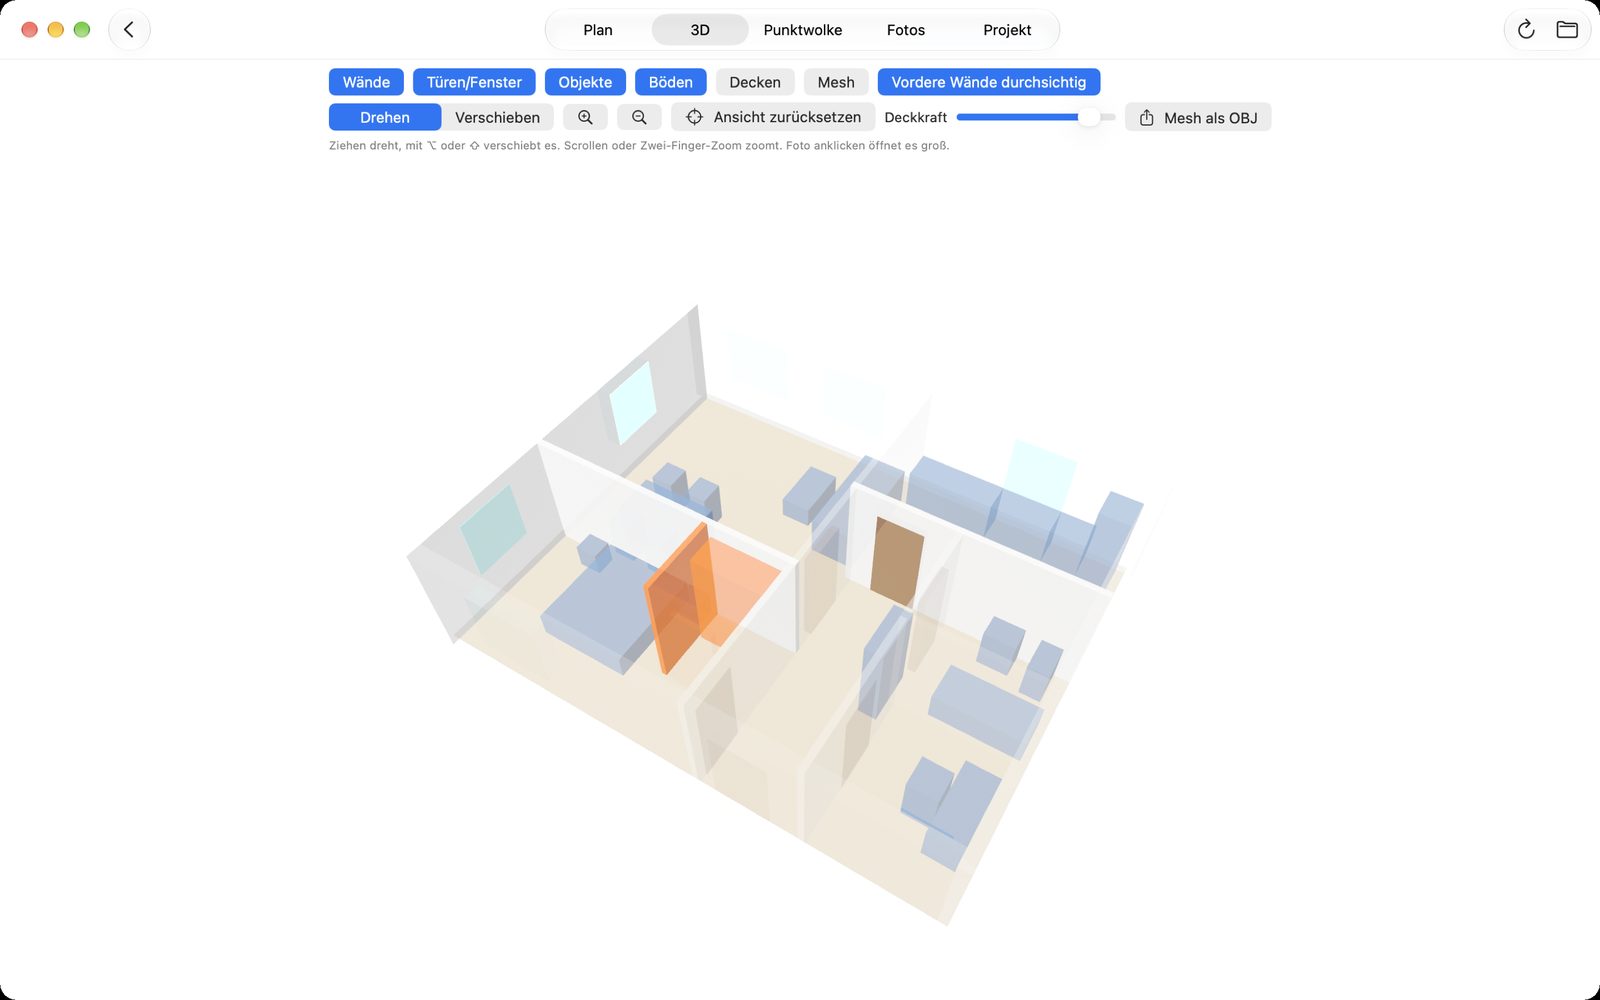 Plan 3D Punktwolke Fotos Projekt
Wände Türen/Fenster Objekte Böden Decken Mesh Vordere Wände durchsichtig
Drehen Verschieben Ansicht zurücksetzen Deckkraft Mesh als OBJ
Ziehen dreht, mit ⌥ oder ⇧ verschiebt es. Scrollen oder Zwei-Finger-Zoom zoomt. Foto anklicken öffnet es groß.